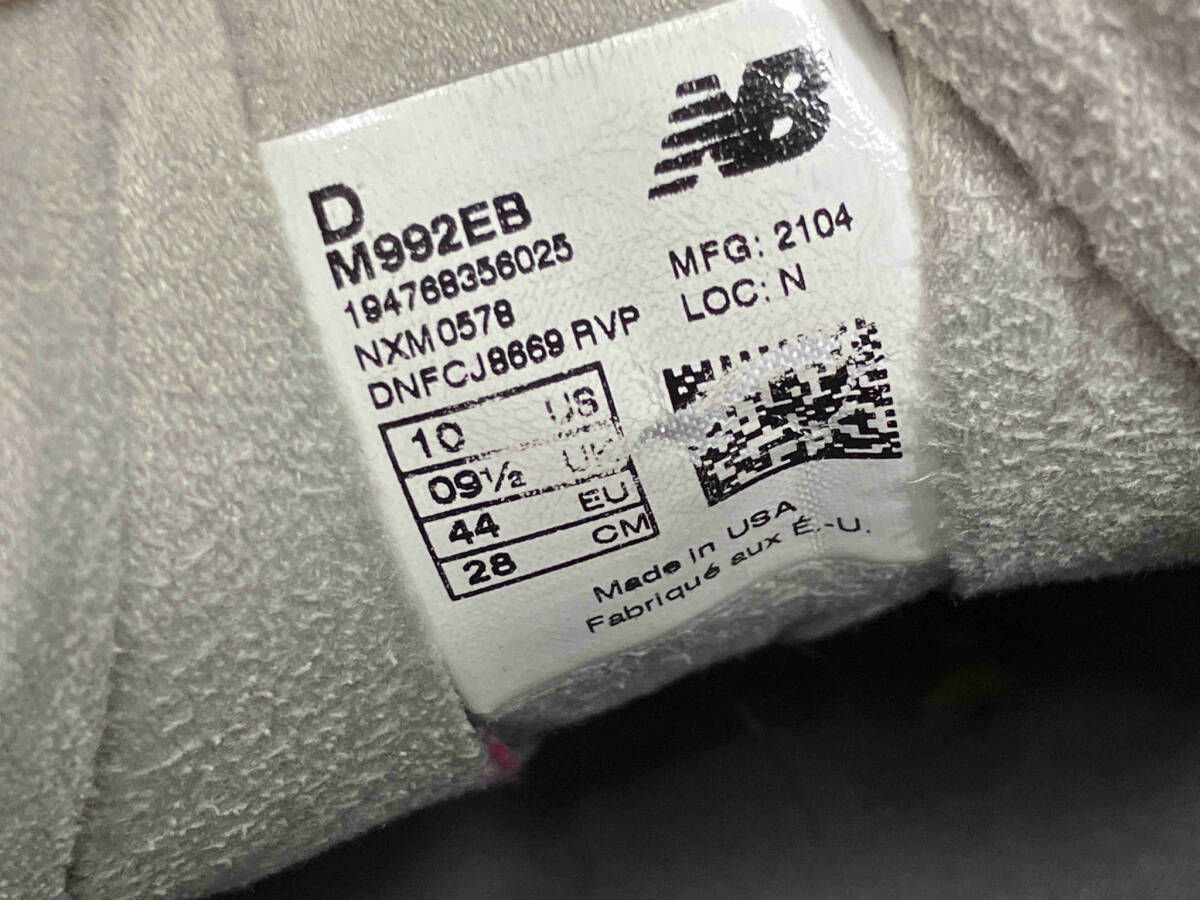 NB
D
M992EB
194768356025
NXM0578
DNFCJ8669 RVP
MFG: 2104
LOC: N
10 US
09½ UK
44 EU
28 CM
Made in USA
Fabriqué aux É.-U.